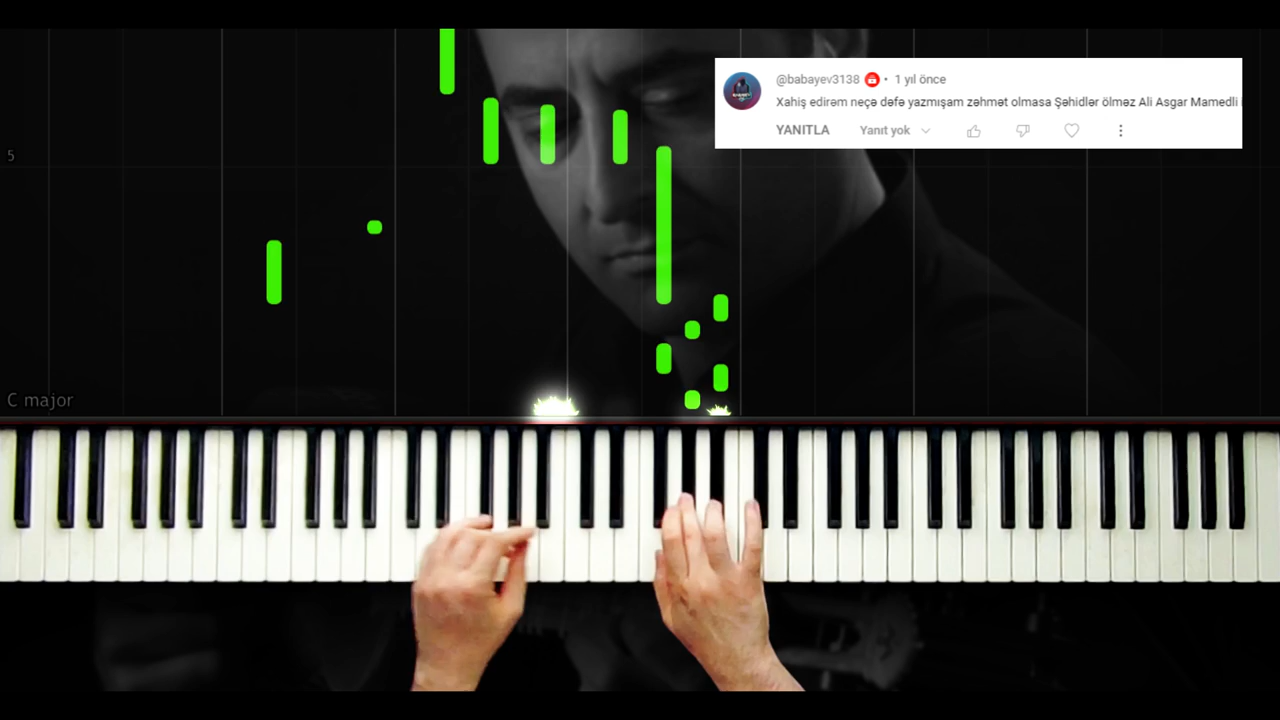 @babayev3138 • 1 yıl önce
Xahiş edirəm neçə dəfə yazmışam zəhmət olmasa Şəhidlər ölməz Ali Asgar Mamedli
YANITLA Yanıt yok
5
C major